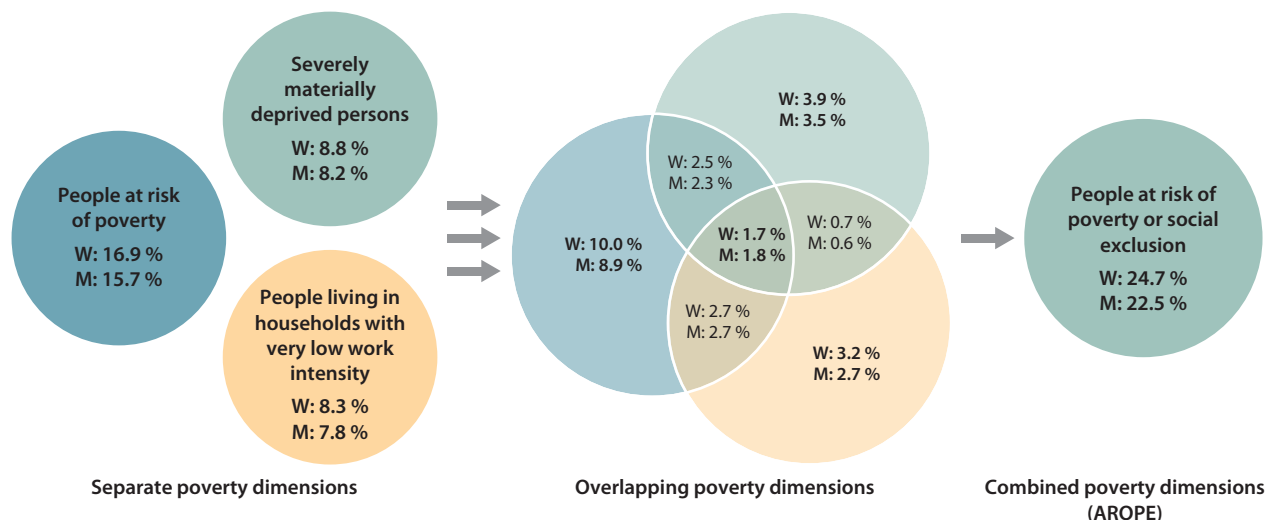 People at risk
of poverty
W: 16.9 %
M: 15.7 %
Severely
materially
deprived persons
W: 8.8 %
M: 8.2 %
People living in
households with
very low work
intensity
W: 8.3 %
M: 7.8 %
Separate poverty dimensions
W: 3.9 %
M: 3.5 %
W: 2.5 %
M: 2.3 %
W: 10.0 %
M: 8.9 %
W: 1.7 %
M: 1.8 %
W: 0.7 %
M: 0.6 %
W: 2.7 %
M: 2.7 %
W: 3.2 %
M: 2.7 %
Overlapping poverty dimensions
People at risk of
poverty or social
exclusion
W: 24.7 %
M: 22.5 %
Combined poverty dimensions
(AROPE)